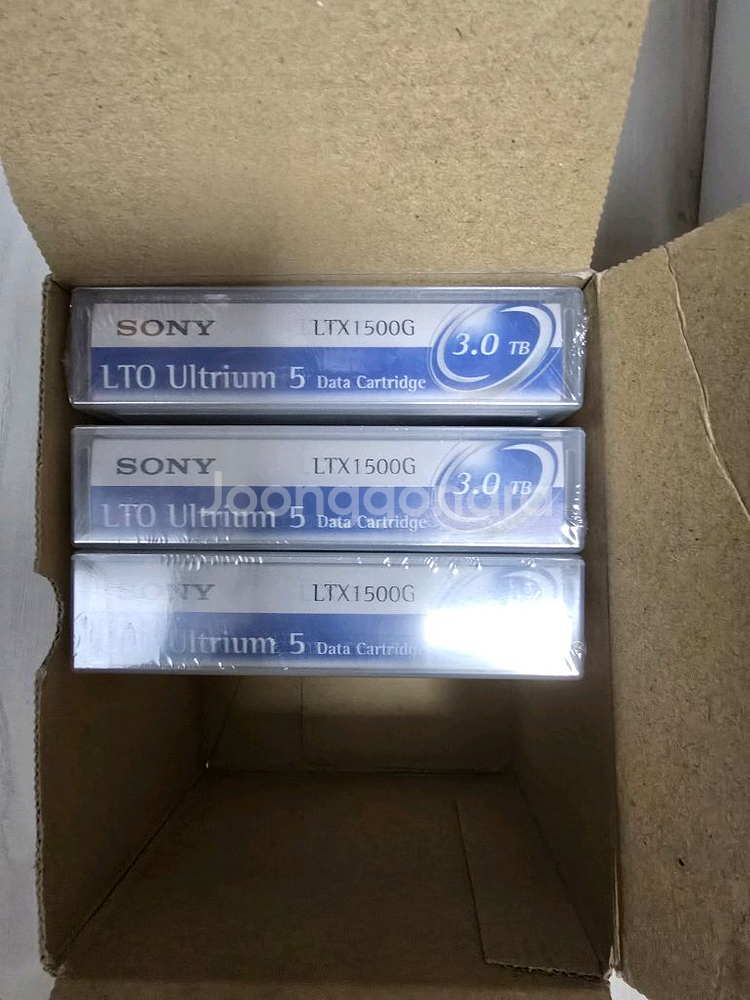 SONY LTX1500G
3.0 TB
LTO Ultrium 5 Data Cartridge
SONY LTX1500G
3.0 TB
Joonggonara
LTO Ultrium 5 Data Cartridge
SONY LTX1500G
Ultrium 5 Data Cartridge